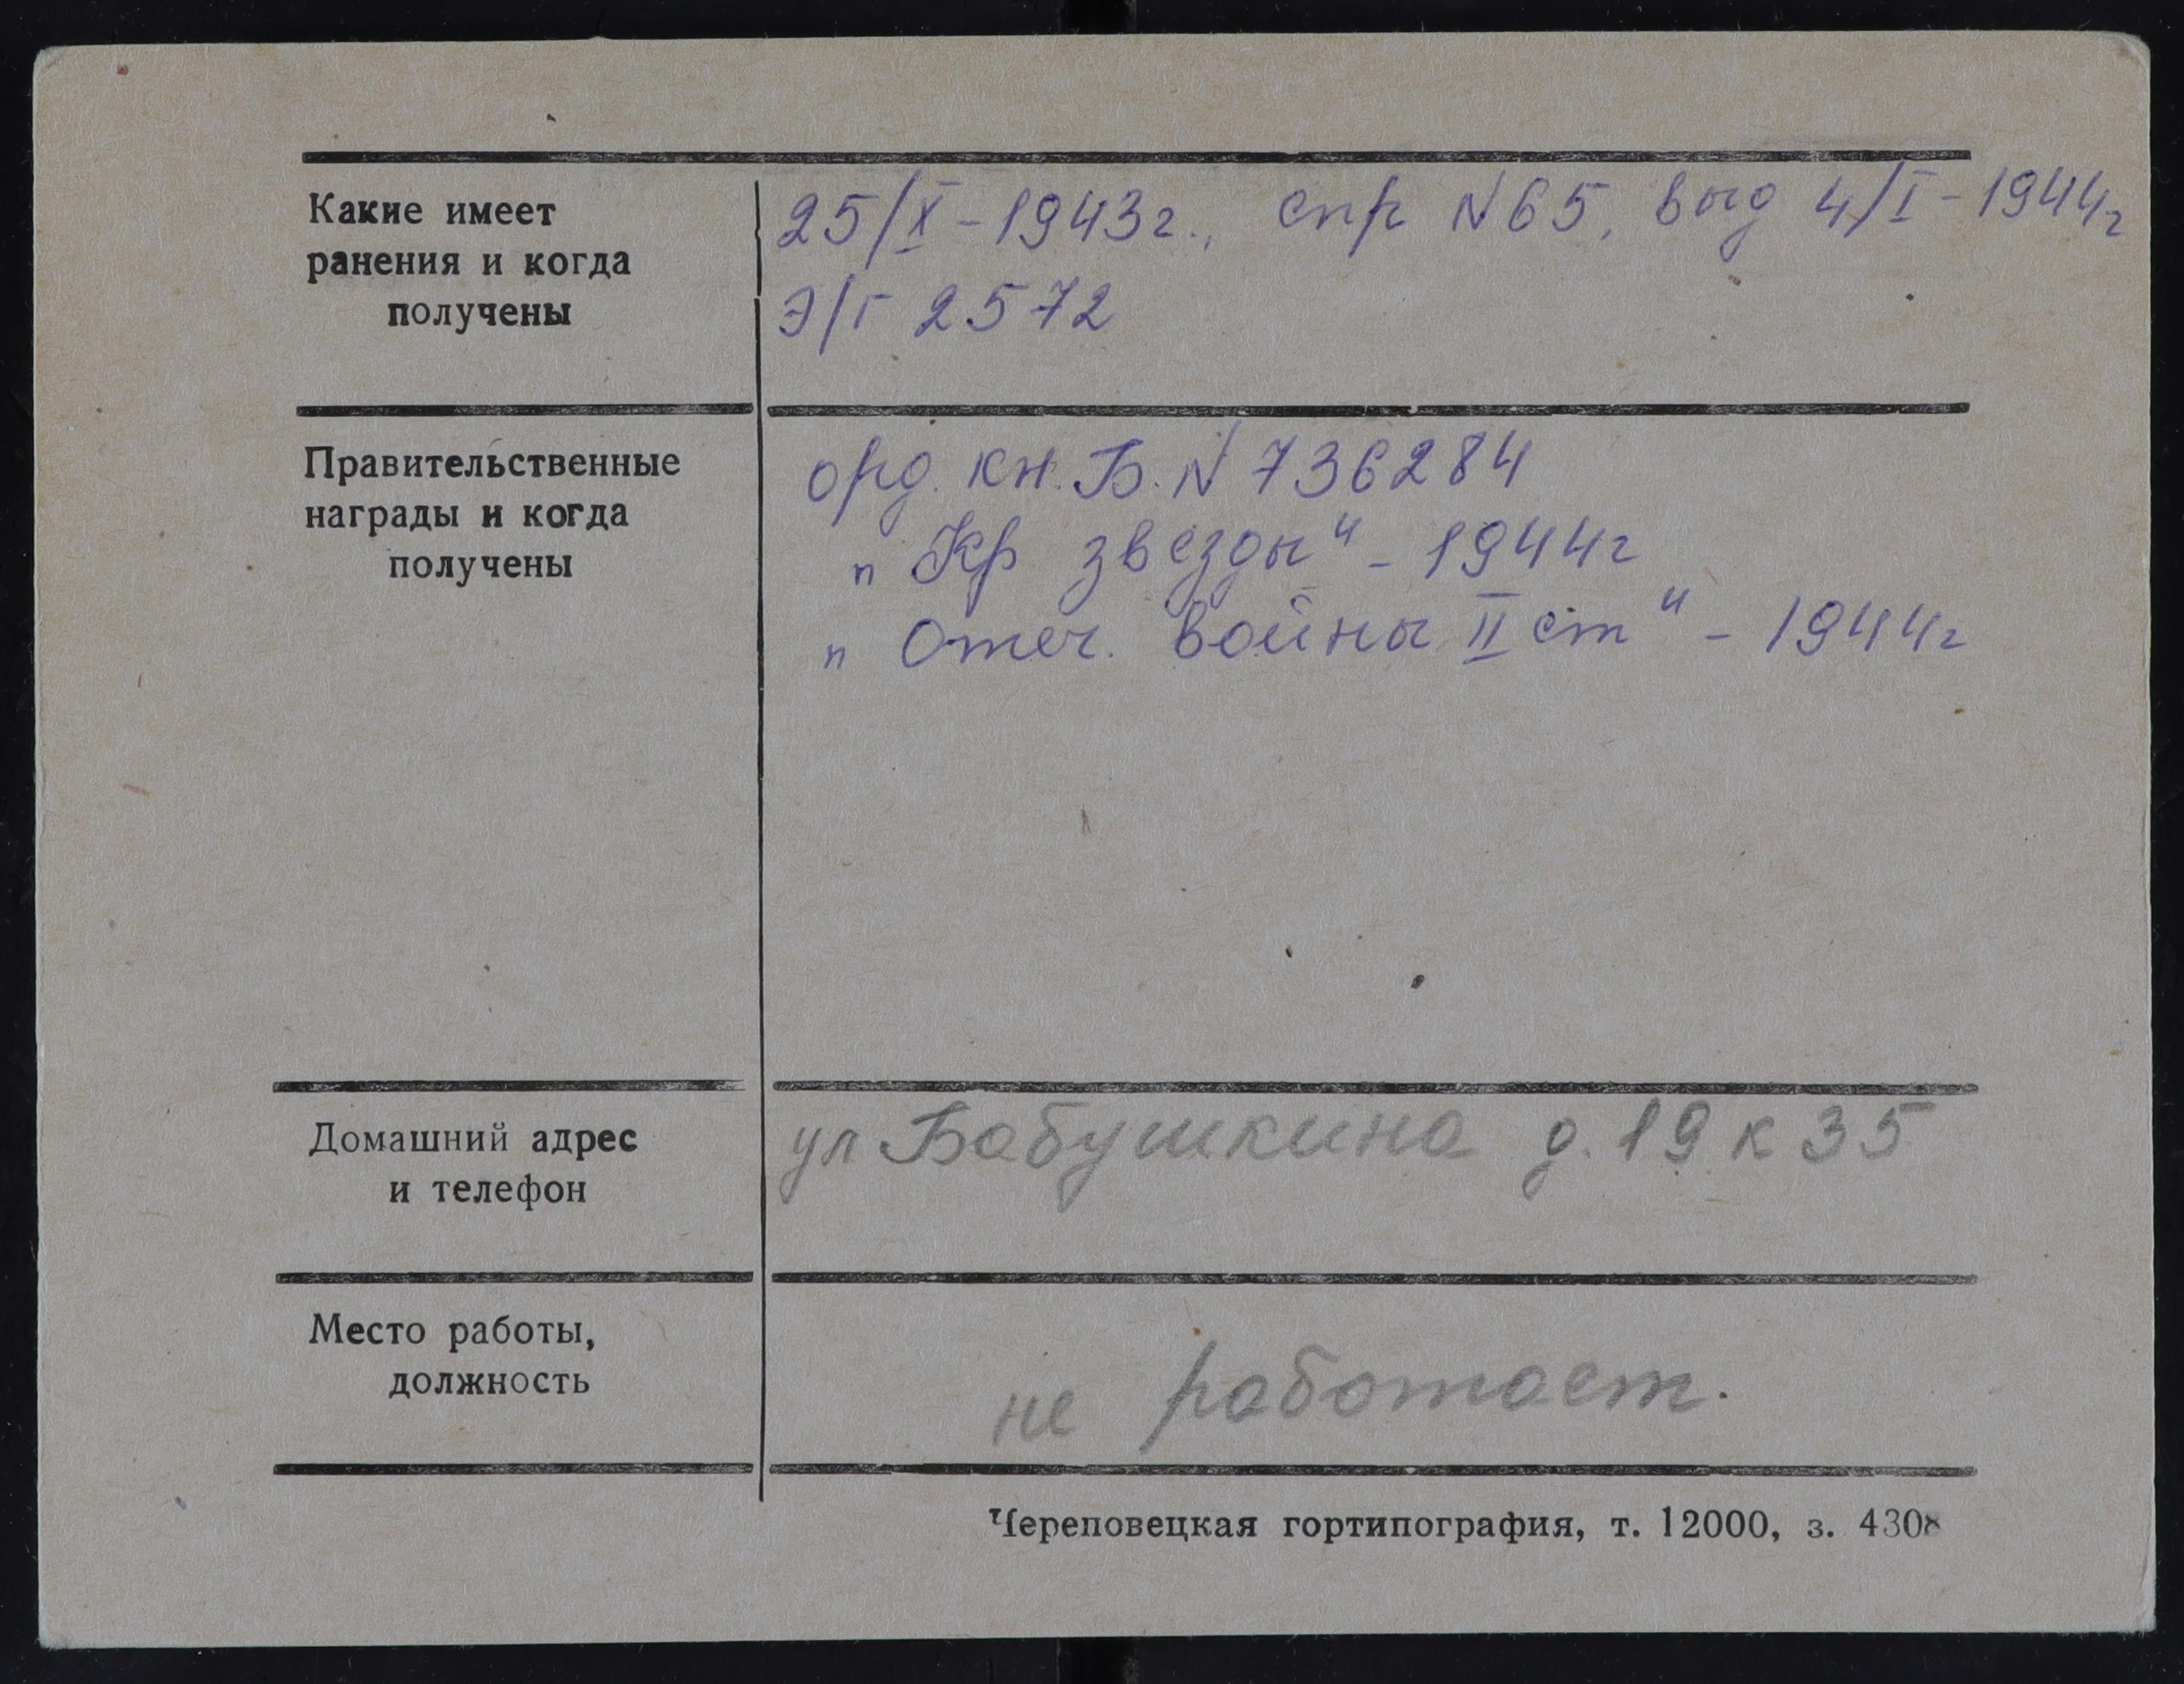 Какие имеет
ранения и когда
получены
25/X-1943г., спр N65, выд 4/I-1944г
Э/Г 2572
Правительственные
награды и когда
получены
орд. кн. Б. N 736284
„Кр звезды“ - 1944г
„Отеч. войны II ст“ - 1944г
Домашний адрес
и телефон
ул Бабушкина д. 19 к 35
Место работы,
должность
не работает.
Череповецкая гортипография, т. 12000, з. 4308